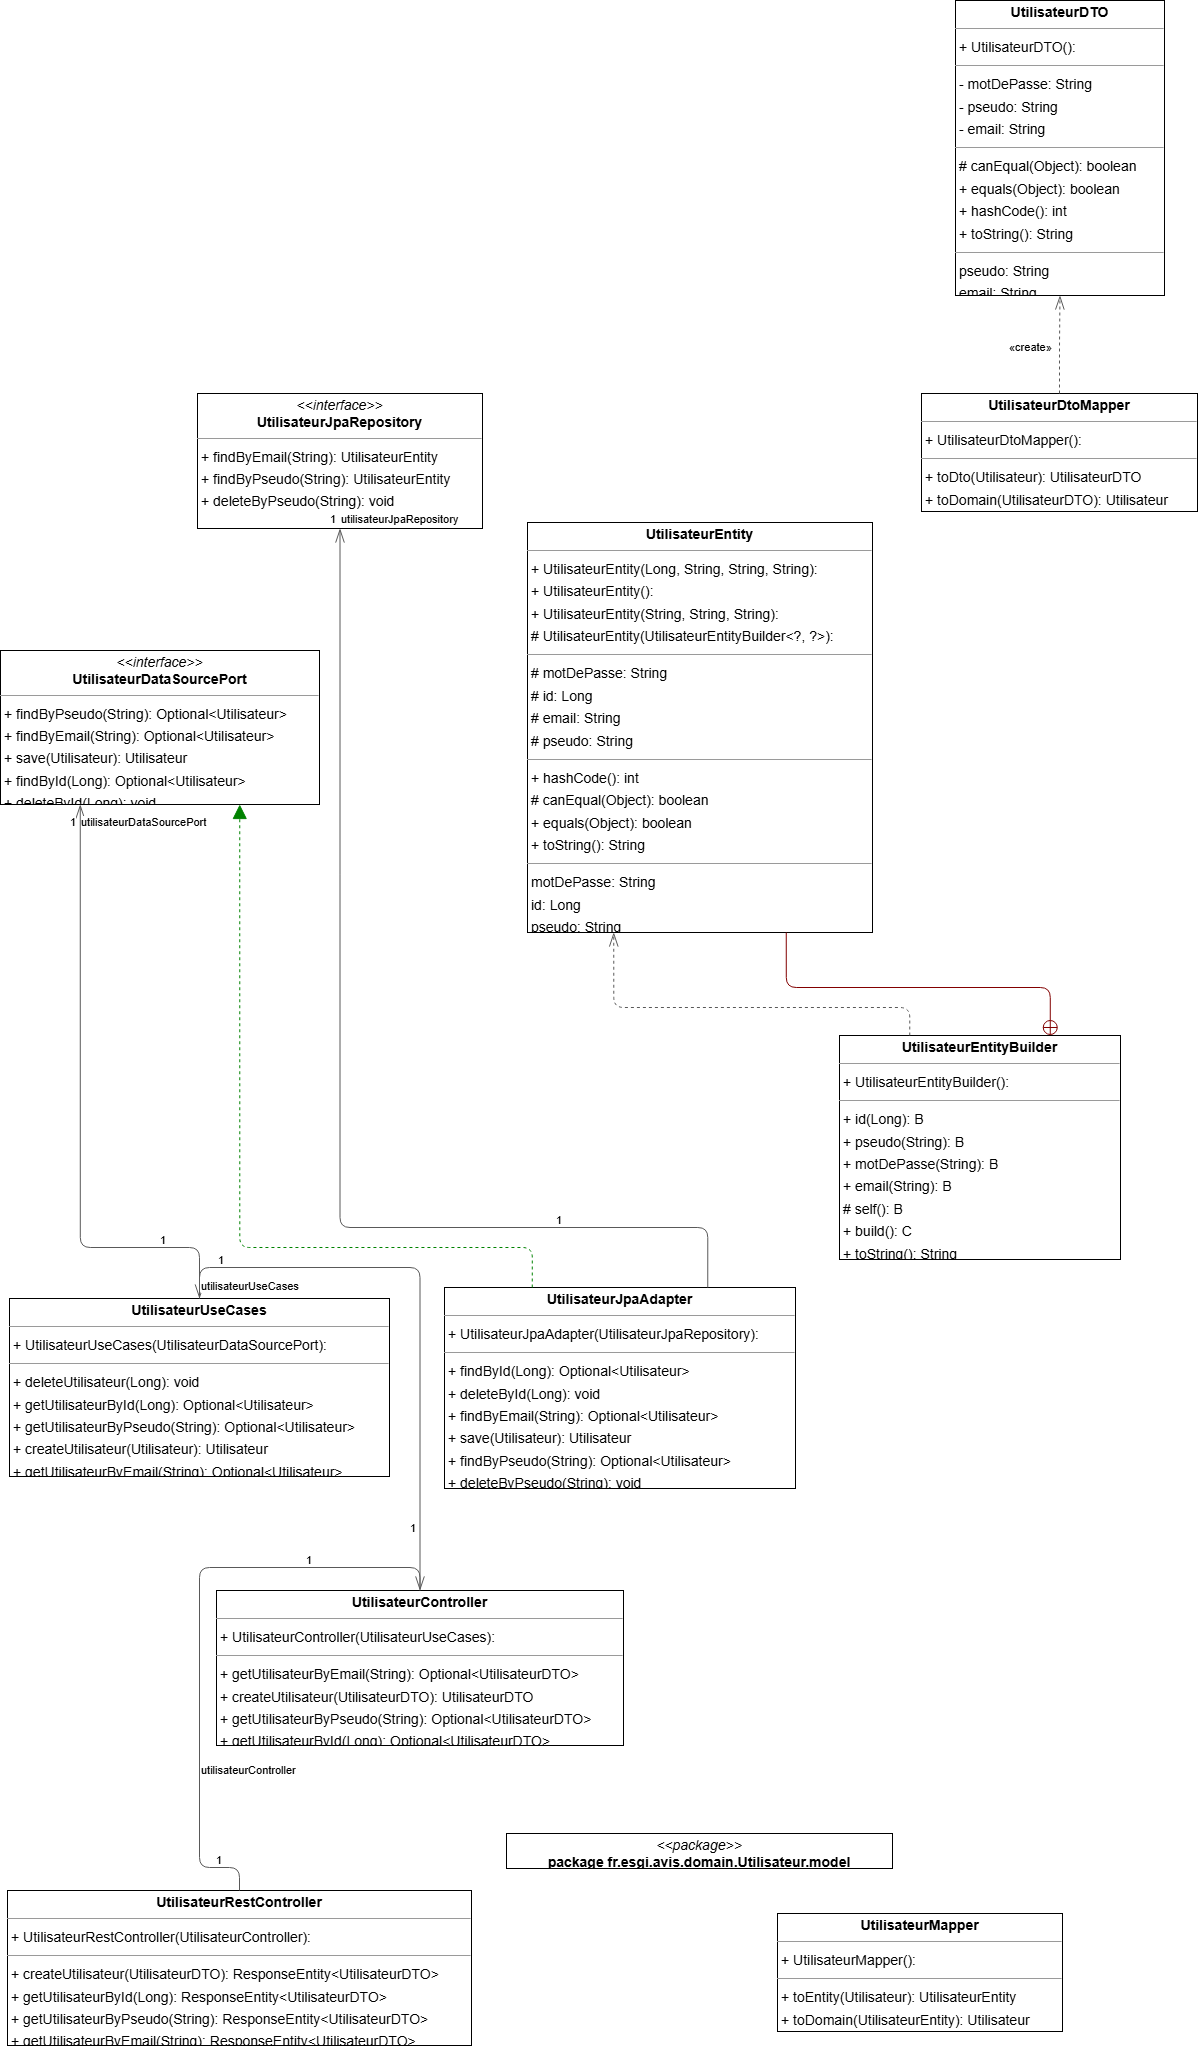 UtilisateurDTO
+ UtilisateurDTO():
- motDePasse: String
- pseudo: String
- email: String
# canEqual(Object): boolean
+ equals(Object): boolean
+ hashCode(): int
+ toString(): String
pseudo: String
email: String
«create»
UtilisateurDtoMapper
+ UtilisateurDtoMapper():
+ toDto(Utilisateur): UtilisateurDTO
+ toDomain(UtilisateurDTO): Utilisateur
<<interface>>
UtilisateurJpaRepository
+ findByEmail(String): UtilisateurEntity
+ findByPseudo(String): UtilisateurEntity
+ deleteByPseudo(String): void
1 utilisateurJpaRepository
UtilisateurEntity
+ UtilisateurEntity(Long, String, String, String):
+ UtilisateurEntity():
+ UtilisateurEntity(String, String, String):
# UtilisateurEntity(UtilisateurEntityBuilder<?, ?>):
# motDePasse: String
# id: Long
# email: String
# pseudo: String
+ hashCode(): int
# canEqual(Object): boolean
+ equals(Object): boolean
+ toString(): String
motDePasse: String
id: Long
pseudo: String
<<interface>>
UtilisateurDataSourcePort
+ findByPseudo(String): Optional<Utilisateur>
+ findByEmail(String): Optional<Utilisateur>
+ save(Utilisateur): Utilisateur
+ findById(Long): Optional<Utilisateur>
+ deleteById(Long): void
1 utilisateurDataSourcePort
UtilisateurEntityBuilder
+ UtilisateurEntityBuilder():
+ id(Long): B
+ pseudo(String): B
+ motDePasse(String): B
+ email(String): B
# self(): B
+ build(): C
+ toString(): String
1
1
1
utilisateurUseCases
UtilisateurUseCases
+ UtilisateurUseCases(UtilisateurDataSourcePort):
+ deleteUtilisateur(Long): void
+ getUtilisateurById(Long): Optional<Utilisateur>
+ getUtilisateurByPseudo(String): Optional<Utilisateur>
+ createUtilisateur(Utilisateur): Utilisateur
+ getUtilisateurByEmail(String): Optional<Utilisateur>
UtilisateurJpaAdapter
+ UtilisateurJpaAdapter(UtilisateurJpaRepository):
+ findById(Long): Optional<Utilisateur>
+ deleteById(Long): void
+ findByEmail(String): Optional<Utilisateur>
+ save(Utilisateur): Utilisateur
+ findByPseudo(String): Optional<Utilisateur>
+ deleteByPseudo(String): void
1
1
UtilisateurController
+ UtilisateurController(UtilisateurUseCases):
+ getUtilisateurByEmail(String): Optional<UtilisateurDTO>
+ createUtilisateur(UtilisateurDTO): UtilisateurDTO
+ getUtilisateurByPseudo(String): Optional<UtilisateurDTO>
+ getUtilisateurById(Long): Optional<UtilisateurDTO>
utilisateurController
1
<<package>>
package fr.esgi.avis.domain.Utilisateur.model
UtilisateurRestController
+ UtilisateurRestController(UtilisateurController):
+ createUtilisateur(UtilisateurDTO): ResponseEntity<UtilisateurDTO>
+ getUtilisateurById(Long): ResponseEntity<UtilisateurDTO>
+ getUtilisateurByPseudo(String): ResponseEntity<UtilisateurDTO>
+ getUtilisateurByEmail(String): ResponseEntity<UtilisateurDTO>
UtilisateurMapper
+ UtilisateurMapper():
+ toEntity(Utilisateur): UtilisateurEntity
+ toDomain(UtilisateurEntity): Utilisateur